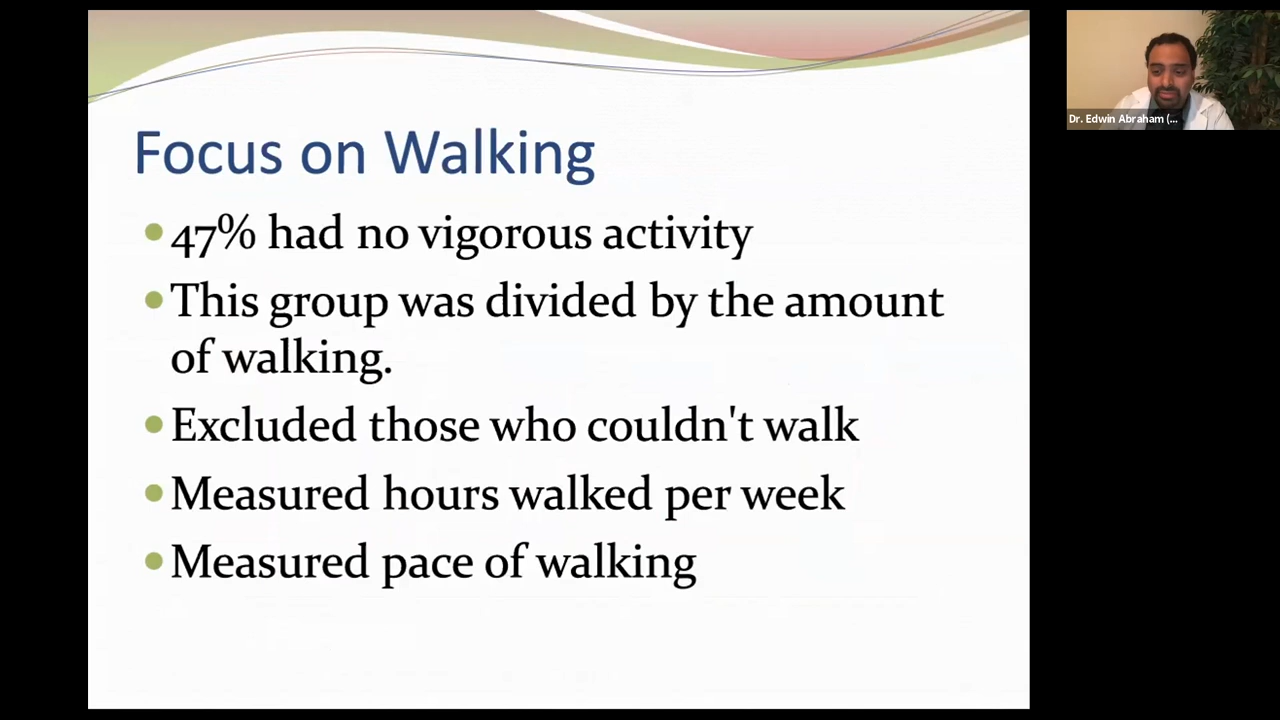 Focus on Walking
47% had no vigorous activity
This group was divided by the amount
of walking.
Excluded those who couldn't walk
Measured hours walked per week
Measured pace of walking
Dr. Edwin Abraham (...